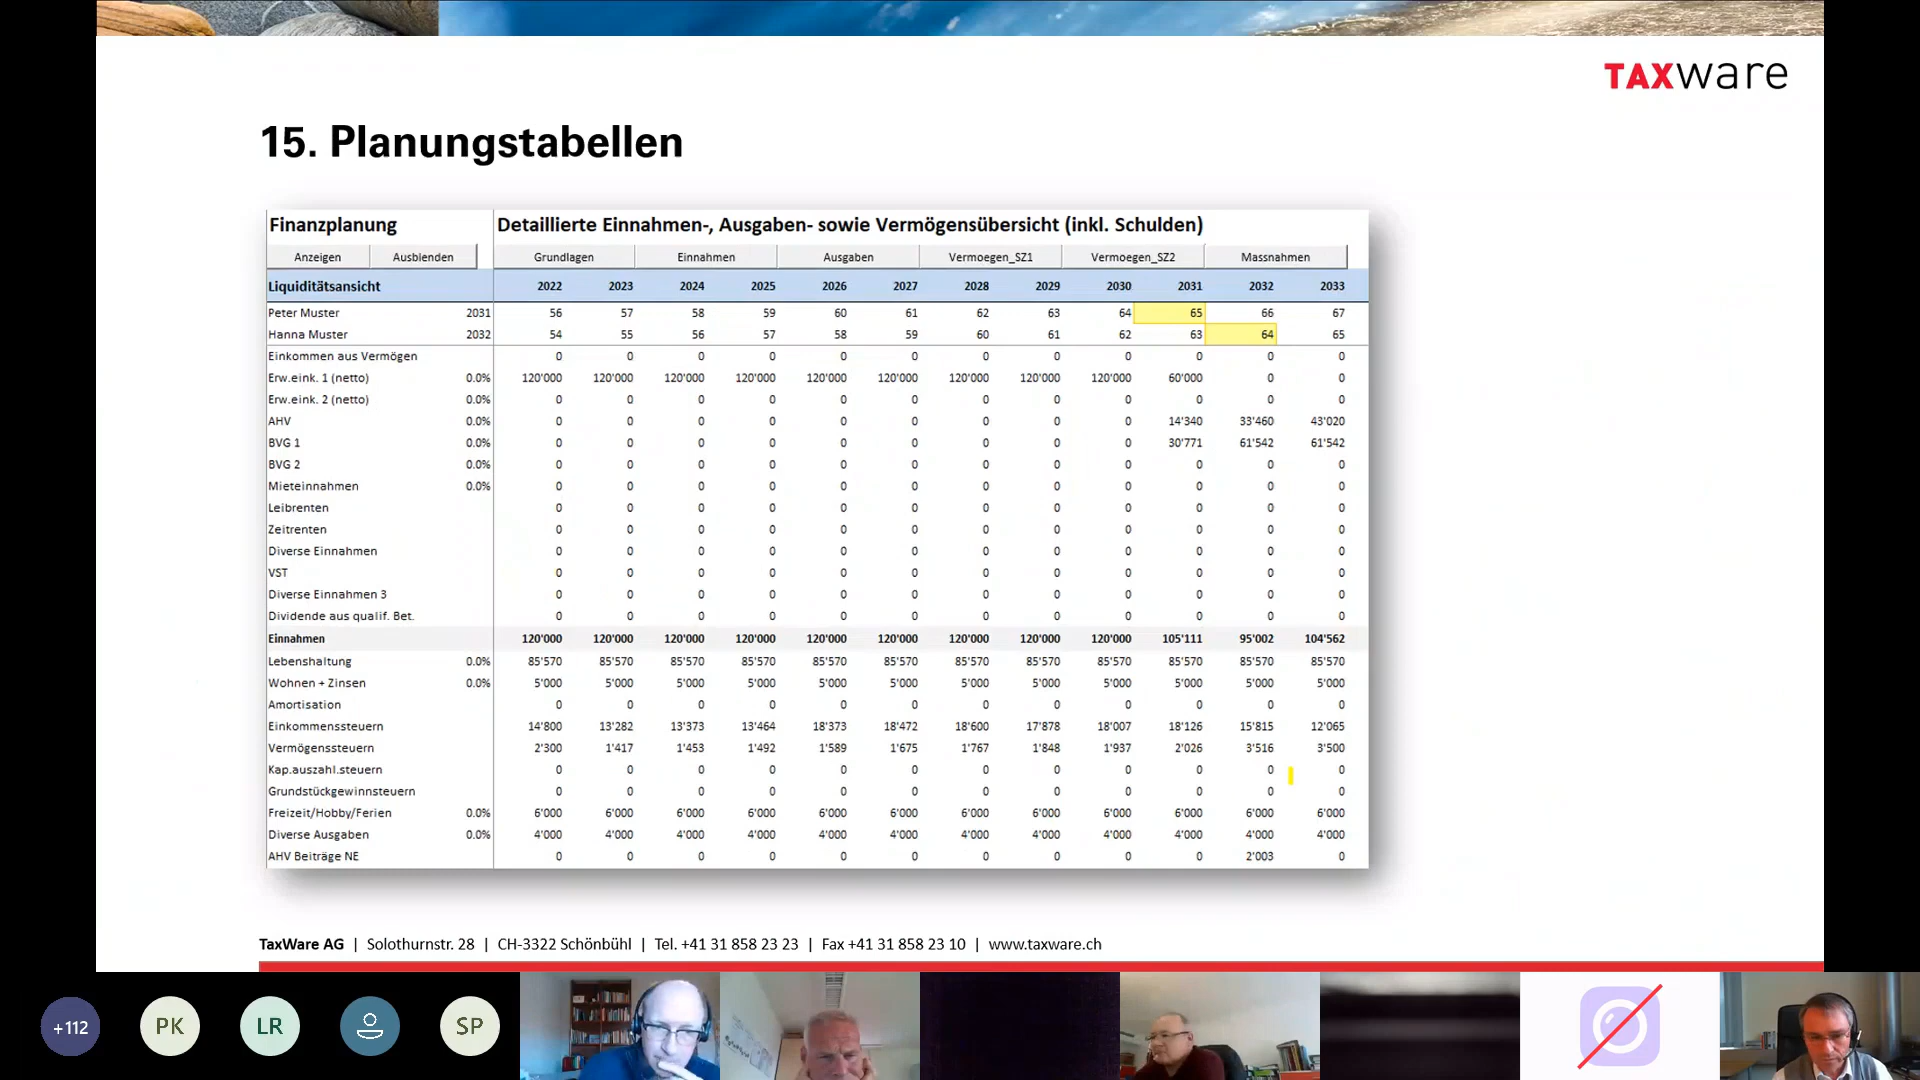 TAXware
15. Planungstabellen
Finanzplanung Detaillierte Einnahmen-, Ausgaben- sowie Vermögensübersicht (inkl. Schulden)
Anzeigen Ausblenden Grundlagen Einnahmen Ausgaben Vermoegen_SZ1 Vermoegen_SZ2 Massnahmen
Liquiditätsansicht 2022 2023 2024 2025 2026 2027 2028 2029 2030 2031 2032 2033
Peter Muster 2031 56 57 58 59 60 61 62 63 64 65 66 67
Hanna Muster 2032 54 55 56 57 58 59 60 61 62 63 64 65
Einkommen aus Vermögen 0 0 0 0 0 0 0 0 0 0 0 0
Erw.eink. 1 (netto) 0.0% 120'000 120'000 120'000 120'000 120'000 120'000 120'000 120'000 120'000 60'000 0 0
Erw.eink. 2 (netto) 0.0% 0 0 0 0 0 0 0 0 0 0 0 0
AHV 0.0% 0 0 0 0 0 0 0 0 0 14'340 33'460 43'020
BVG 1 0.0% 0 0 0 0 0 0 0 0 0 30'771 61'542 61'542
BVG 2 0.0% 0 0 0 0 0 0 0 0 0 0 0 0
Mieteinnahmen 0.0% 0 0 0 0 0 0 0 0 0 0 0 0
Leibrenten 0 0 0 0 0 0 0 0 0 0 0 0
Zeitrenten 0 0 0 0 0 0 0 0 0 0 0 0
Diverse Einnahmen 0 0 0 0 0 0 0 0 0 0 0 0
VST 0 0 0 0 0 0 0 0 0 0 0 0
Diverse Einnahmen 3 0 0 0 0 0 0 0 0 0 0 0 0
Dividende aus qualif. Bet. 0 0 0 0 0 0 0 0 0 0 0 0
Einnahmen 120'000 120'000 120'000 120'000 120'000 120'000 120'000 120'000 120'000 105'111 95'002 104'562
Lebenshaltung 0.0% 85'570 85'570 85'570 85'570 85'570 85'570 85'570 85'570 85'570 85'570 85'570 85'570
Wohnen + Zinsen 0.0% 5'000 5'000 5'000 5'000 5'000 5'000 5'000 5'000 5'000 5'000 5'000 5'000
Amortisation 0 0 0 0 0 0 0 0 0 0 0 0
Einkommenssteuern 14'800 13'282 13'373 13'464 18'373 18'472 18'600 17'878 18'007 18'126 15'815 12'065
Vermögenssteuern 2'300 1'417 1'453 1'492 1'589 1'675 1'767 1'848 1'937 2'026 3'516 3'500
Kap.auszahl.steuern 0 0 0 0 0 0 0 0 0 0 0 0
Grundstückgewinnsteuern 0 0 0 0 0 0 0 0 0 0 0 0
Freizeit/Hobby/Ferien 0.0% 6'000 6'000 6'000 6'000 6'000 6'000 6'000 6'000 6'000 6'000 6'000 6'000
Diverse Ausgaben 0.0% 4'000 4'000 4'000 4'000 4'000 4'000 4'000 4'000 4'000 4'000 4'000 4'000
AHV Beiträge NE 0 0 0 0 0 0 0 0 0 0 2'003 0
TaxWare AG | Solothurnstr. 28 | CH-3322 Schönbühl | Tel. +41 31 858 23 23 | Fax +41 31 858 23 10 | www.taxware.ch
+112 PK LR SP